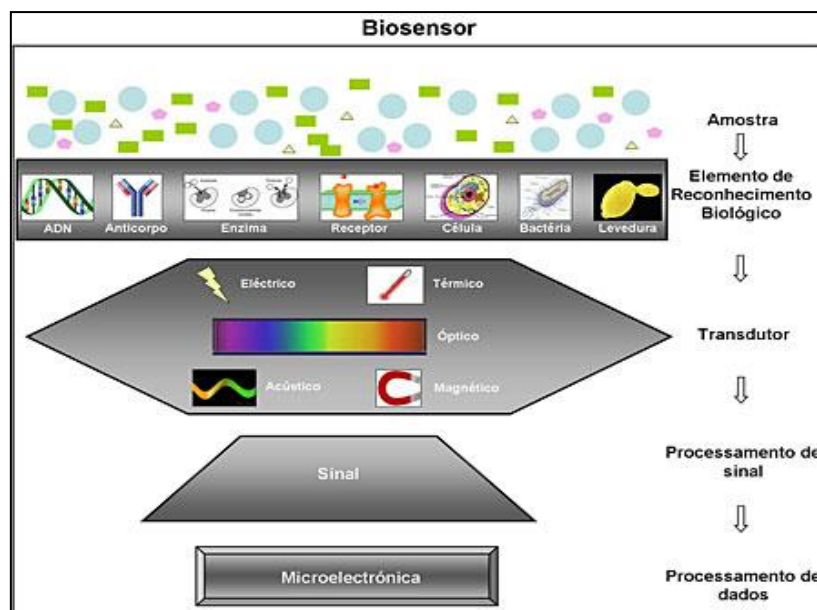 Biosensor
Amostra
Elemento de
Reconhecimento
Biológico
ADN Anticorpo Enzima Receptor Célula Bactéria Levedura
Eléctrico Térmico
Óptico
Transdutor
Acústico Magnético
Processamento de
sinal
Sinal
Microelectrónica
Processamento de
dados